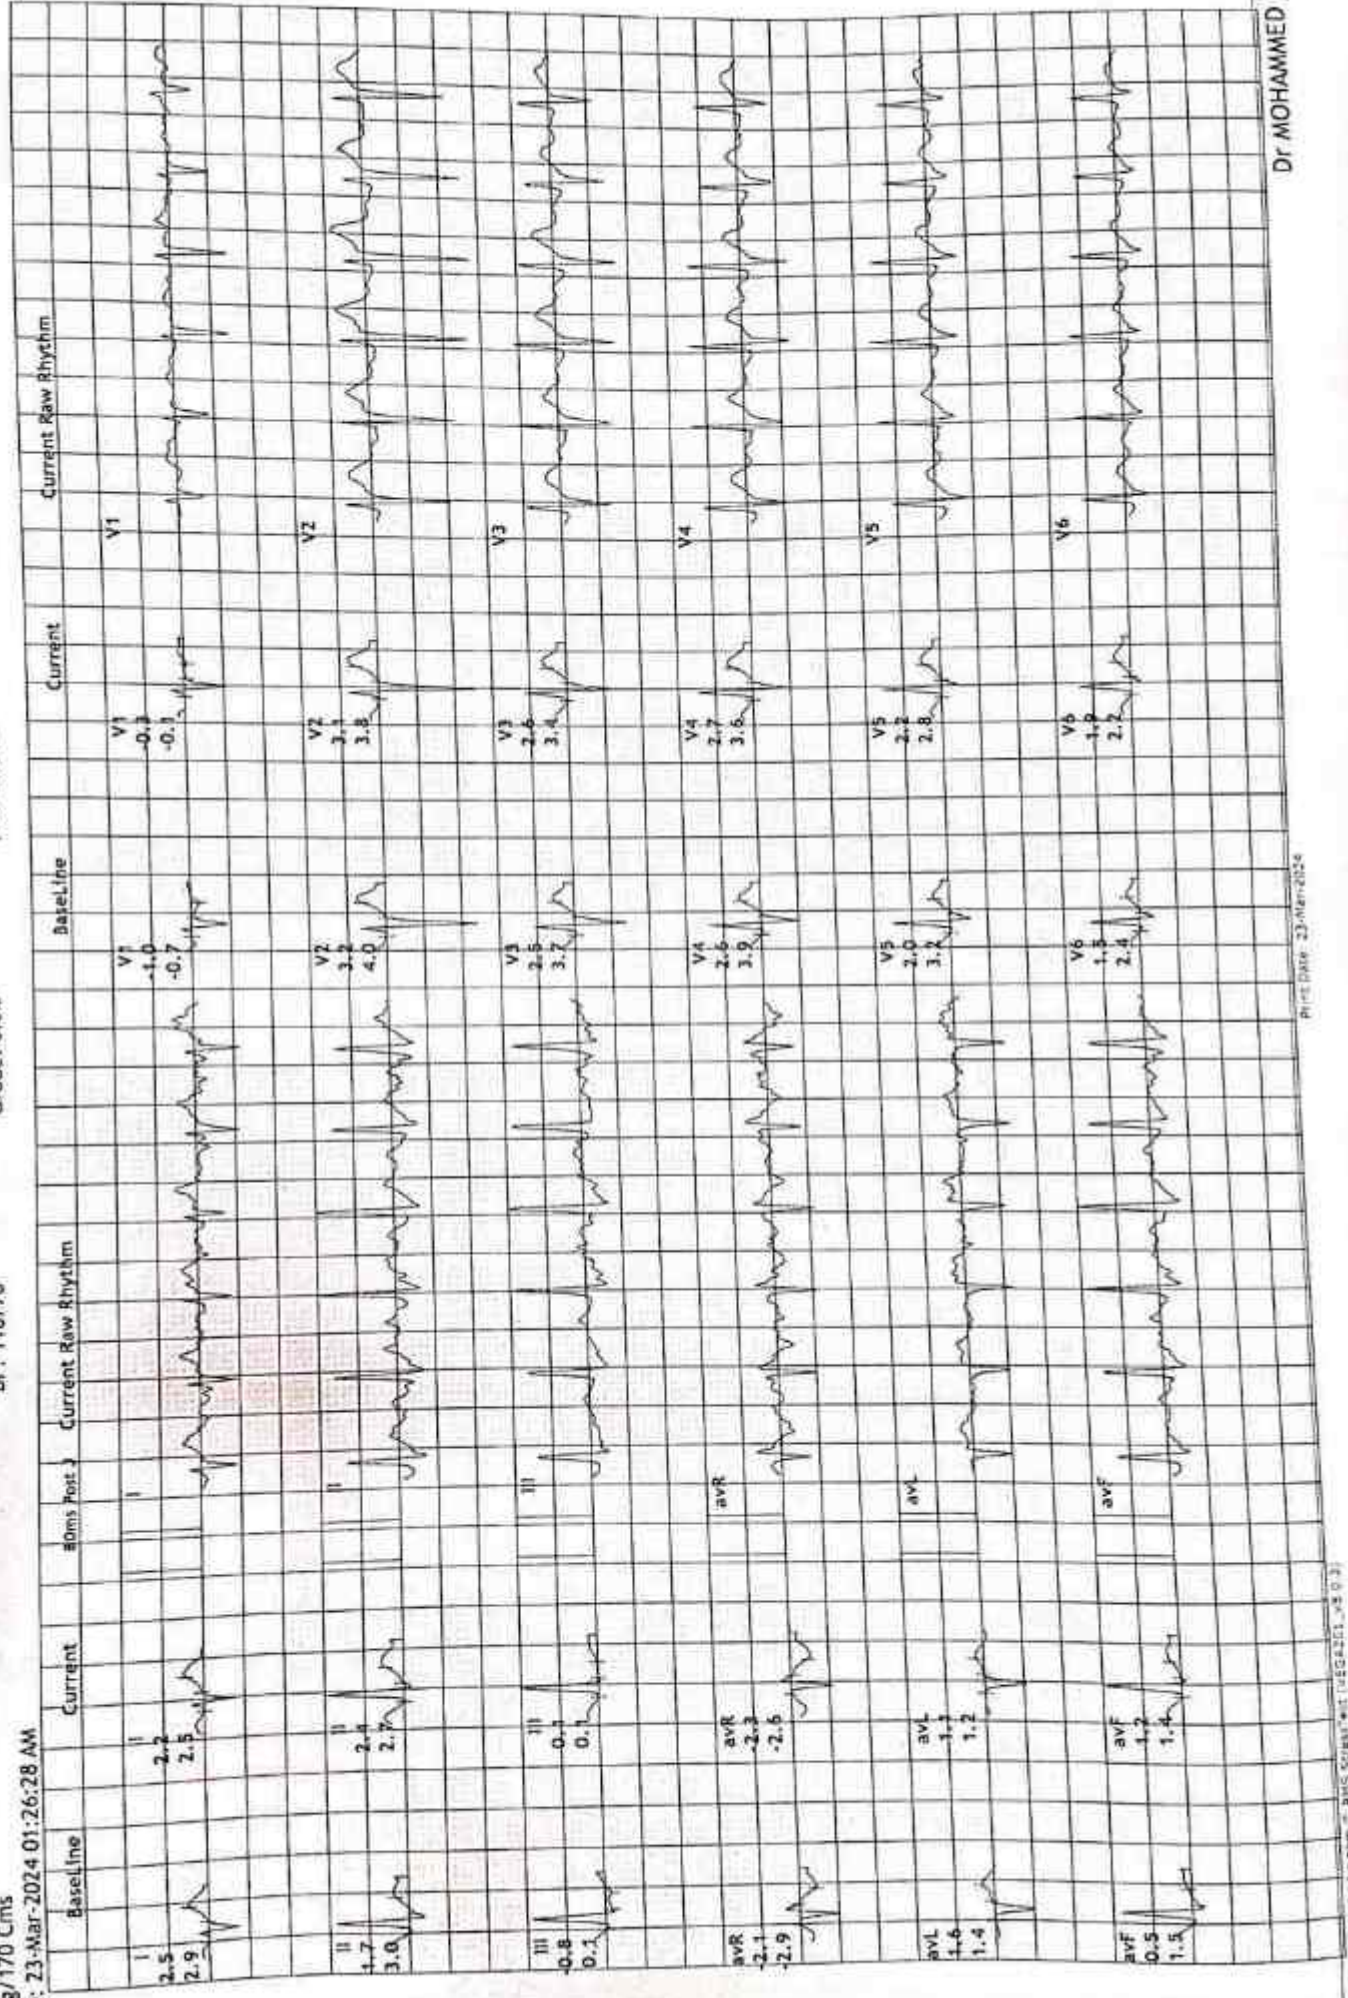 170 Cms
: 23-Mar-2024 01:26:28 AM
BaseLine
Current
80ms Post J
Current Raw Rhythm
BaseLine
Current
Current Raw Rhythm
I
2.5
2.9
I
2.2
2.5
I
V1
-1.0
-0.7
V1
-0.3
-0.1
V1
II
1.7
3.0
II
2.7
II
V2
3.2
4.0
V2
3.1
3.8
V2
III
-0.8
0.1
III
0.1
0.1
III
V3
2.5
3.7
V3
2.6
3.4
V3
avR
-2.1
-2.9
avR
-2.3
-2.6
avR
V4
2.6
3.9
V4
2.7
3.6
V4
avL
1.6
1.4
avL
1.1
1.2
avL
V5
2.0
3.2
V5
2.2
2.8
V5
avF
0.5
1.5
avF
1.2
1.4
avF
V6
1.5
2.4
V6
1.9
2.2
V6
Print Date 23-Mar-2024
Dr MOHAMMED